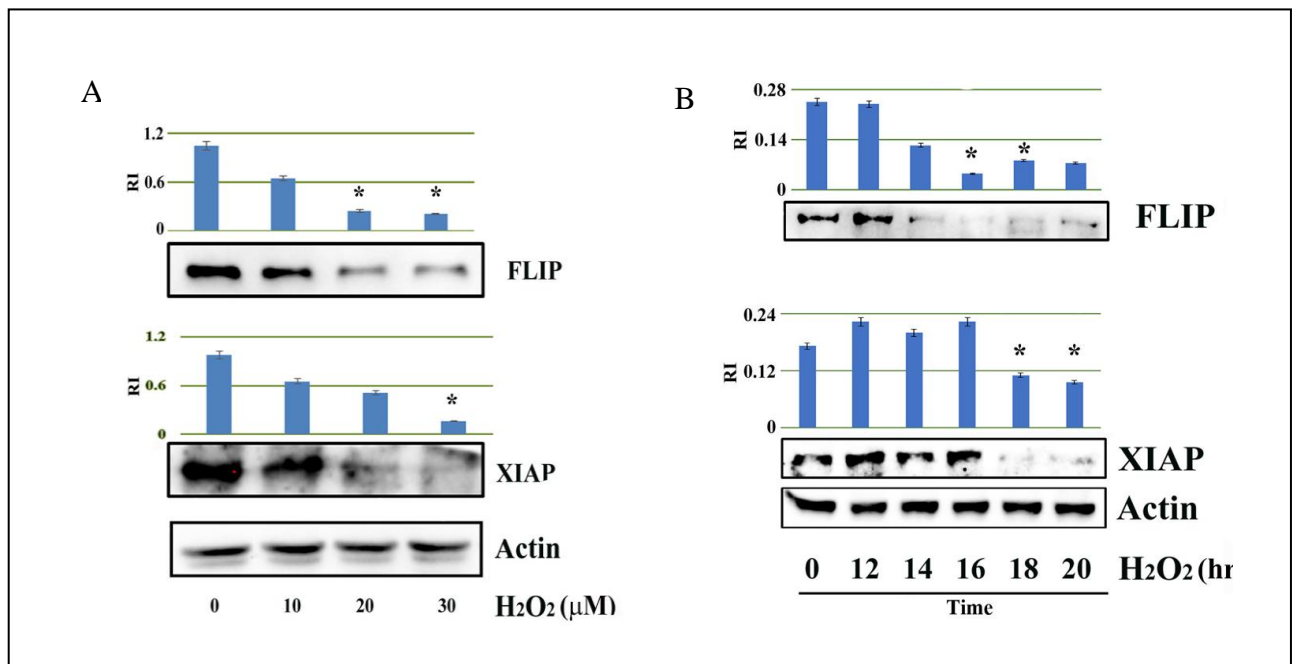 A
1.2
RI 0.6
* *
0
FLIP
1.2
RI 0.6
*
0
XIAP
Actin
0 10 20 30 H2O2 (μM)
B
0.28
RI 0.14
* *
0
FLIP
0.24
RI 0.12
* *
0
XIAP
Actin
0 12 14 16 18 20 H2O2 (hr
Time